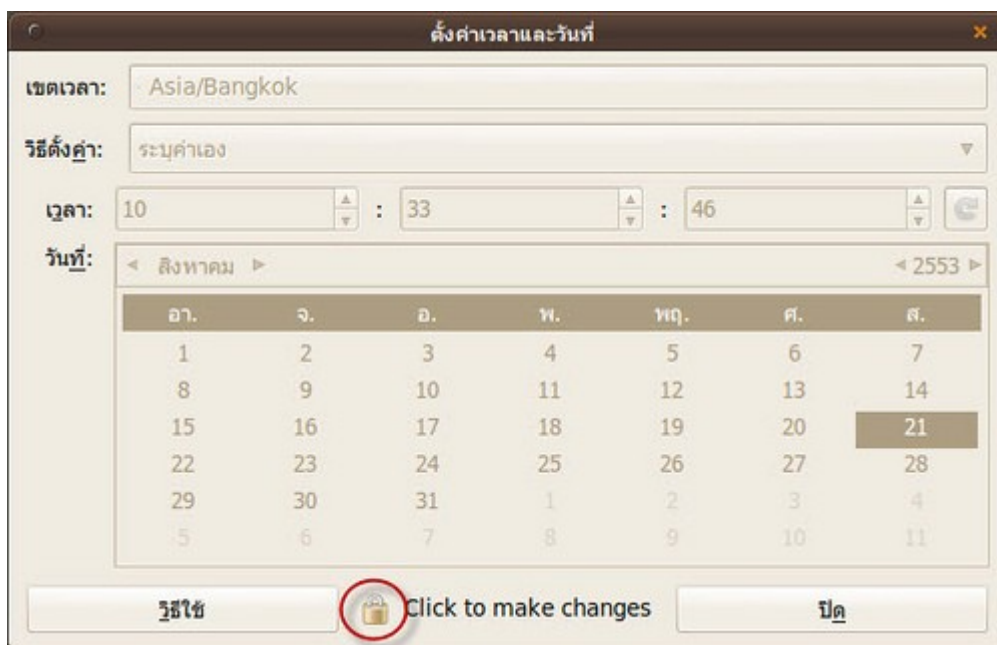 ตั้งค่าเวลาและวันที่
เขตเวลา: Asia/Bangkok
วิธีตั้งค่า: ระบุค่าเอง
เวลา: 10 : 33 : 46
วันที่: สิงหาคม 2553
อา. จ. อ. พ. พฤ. ศ. ส.
1 2 3 4 5 6 7
8 9 10 11 12 13 14
15 16 17 18 19 20 21
22 23 24 25 26 27 28
29 30 31 1 2 3 4
5 6 7 8 9 10 11
วิธีใช้ Click to make changes ปิด